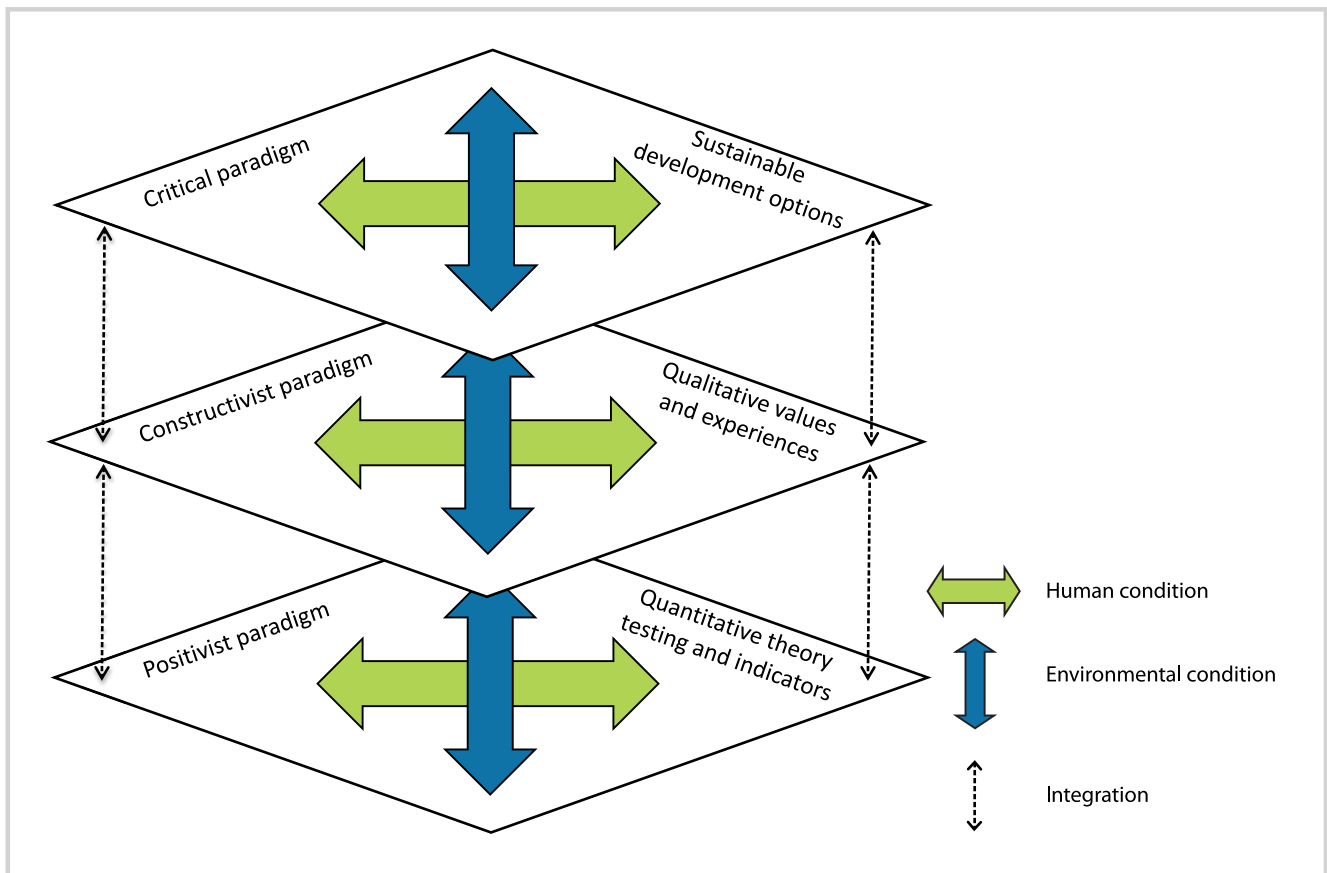 Critical paradigm
Sustainable
development options
Constructivist paradigm
Qualitative values
and experiences
Positivist paradigm
Quantitative theory
testing and indicators
Human condition
Environmental condition
Integration